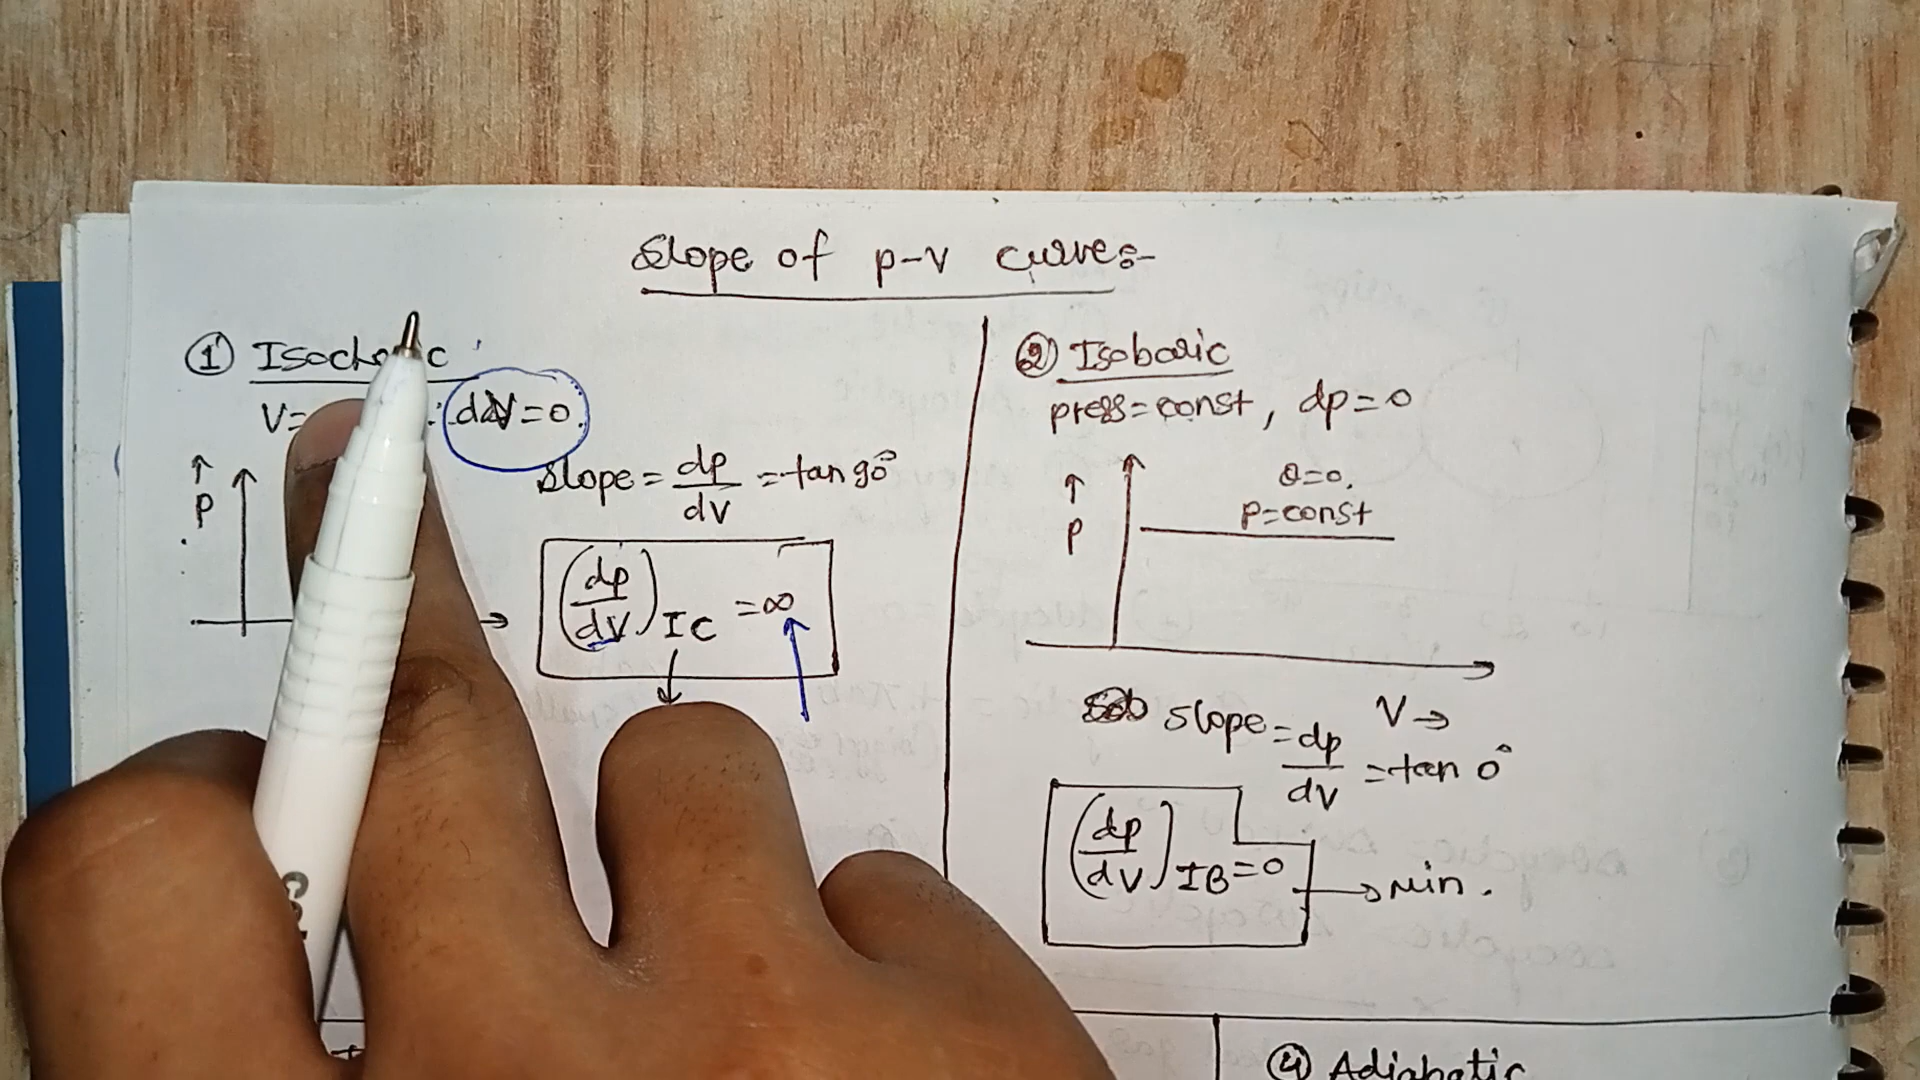 Slope of p-v curve:-
① Isocho c
V= : dV=0.
↑
P
Slope = dp/dV = tan 90°
(dp/dV) IC = ∞
② Isobaric
press = const, dp = 0
↑
P
θ=0.
P=const
V→
Slope = dp/dV = tan 0°
(dp/dV) IB = 0 → Min.
④ Adiabatic